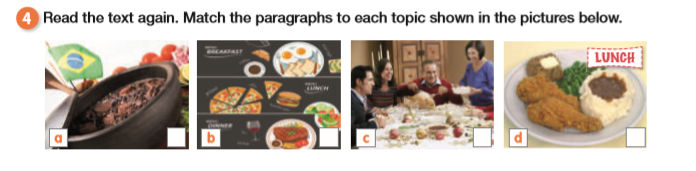 4 Read the text again. Match the paragraphs to each topic shown in the pictures below.
BREAKFAST
LUNCH
DINNER
LUNCH
a
b
c
d